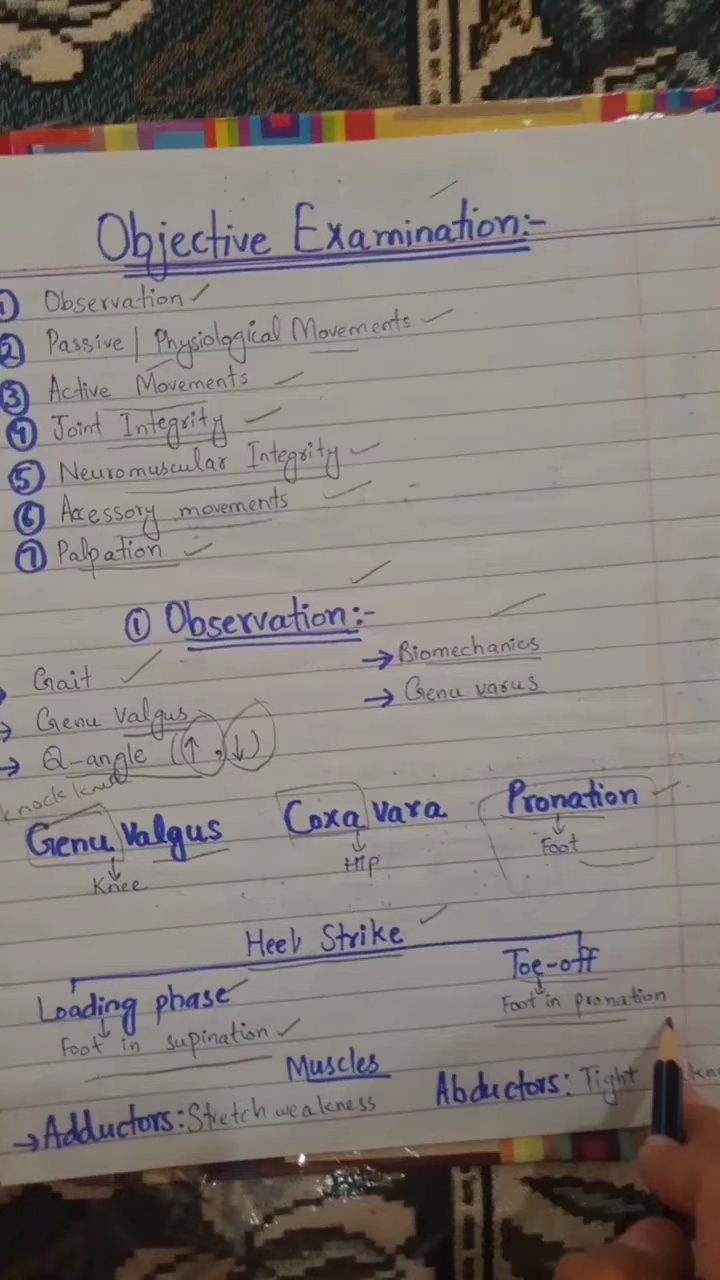 Objective Examination:-
① Observation ✓
② Passive / Physiological Movements ✓
③ Active Movements
④ Joint Integrity ✓
⑤ Neuromuscular Integrity ✓
⑥ Accessory movements ✓
⑦ Palpation ✓
① Observation:-
Gait ✓
→ Biomechanics
→ Genu Valgus
→ Genu varus
→ Q-angle (↑, ↓)
knock knee
Genu Valgus
Coxa vara
Pronation
↓ Knee
↓ HIP
↓ Foot
Heel Strike ✓
Loading phase ✓
Toe-off
↓ Foot in supination ✓
↓ Foot in pronation
Muscles
→ Adductors: Stretch weakness
Abductors: Tight